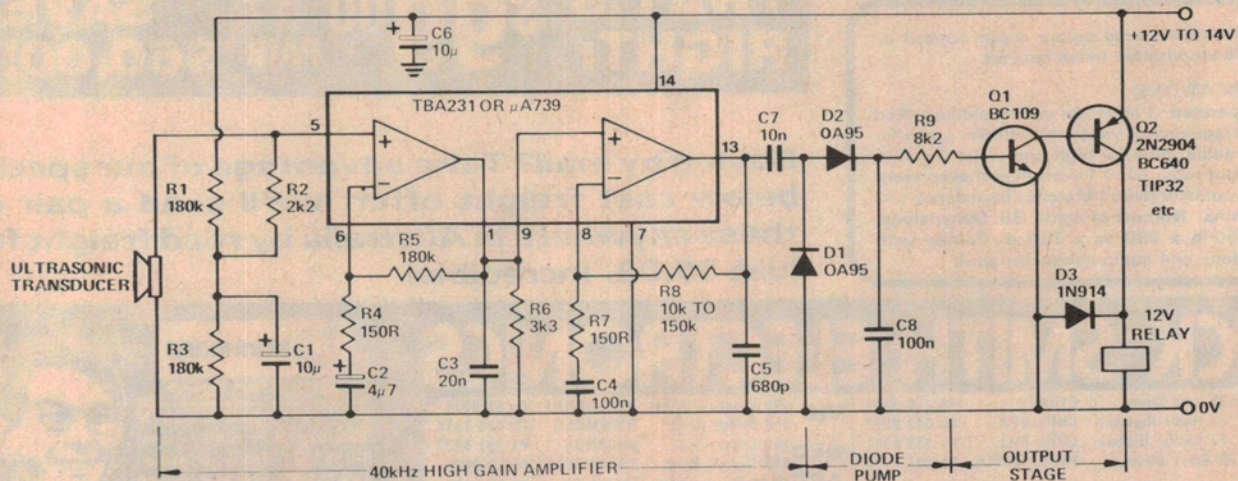 +12V TO 14V
C6
10µ
+
14
TBA231 OR µA739
5
+
−
6
R1
180k
R2
2k2
R3
180k
C1
10µ
+
ULTRASONIC
TRANSDUCER
R4
150R
C2
4µ7
+
R5
180k
C3
20n
R6
3k3
9
8
7
+
−
R7
150R
C4
100n
R8
10k TO
150k
C5
680p
13
C7
10n
D2
OA95
D1
OA95
R9
8k2
C8
100n
Q1
BC109
Q2
2N2904
BC640
TIP32
etc
D3
1N914
12V
RELAY
0V
40kHz HIGH GAIN AMPLIFIER
DIODE
PUMP
OUTPUT
STAGE